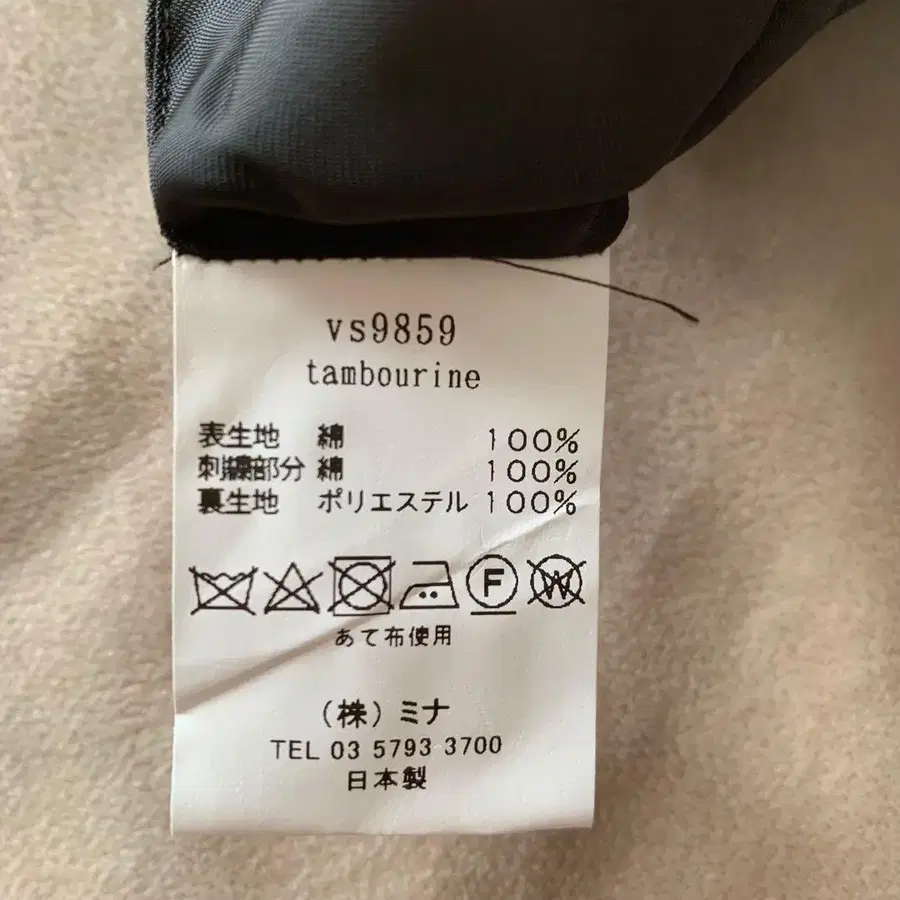 vs9859
tambourine
表生地 綿 100%
刺繍部分 綿 100%
裏生地 ポリエステル 100%
F W
あて布使用
(株)ミナ
TEL 03 5793 3700
日本製